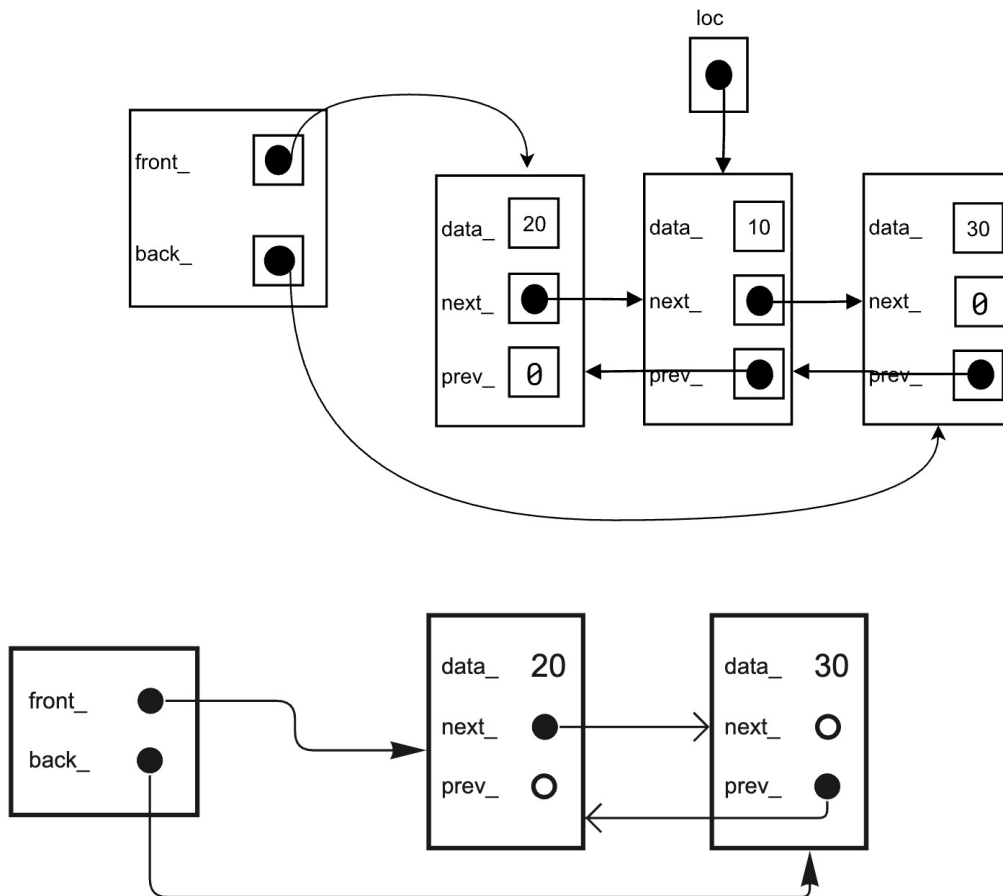 loc
front_
back_
data_ 20
next_
prev_ 0
data_ 10
next_
prev_
data_ 30
next_ 0
prev_
front_
back_
data_ 20
next_
prev_
data_ 30
next_
prev_